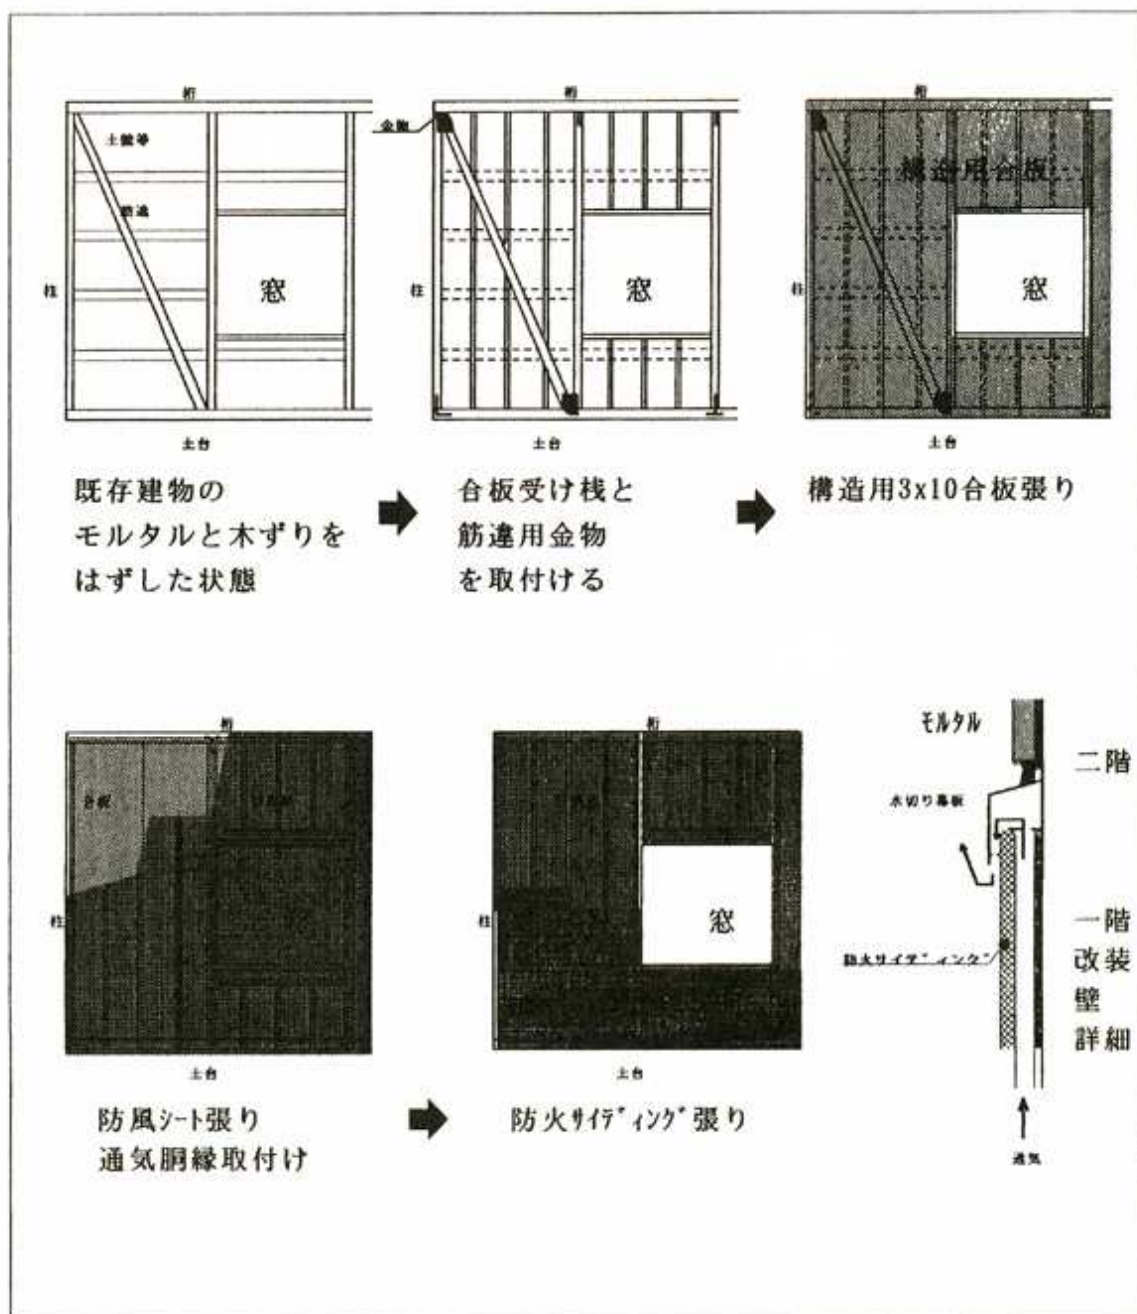 桁
土壁等
筋違
柱
窓
土台
既存建物の
モルタルと木ずりを
はずした状態
桁
金物
柱
窓
土台
合板受け桟と
筋違用金物
を取付ける
桁
構造用合板
柱
窓
土台
構造用3x10合板張り
桁
合板
柱
土台
防風シート張り
通気胴縁取付け
桁
柱
窓
土台
防火サイディング張り
モルタル
二階
水切り幕板
防火サイディング
一階
改装
壁
詳細
通気